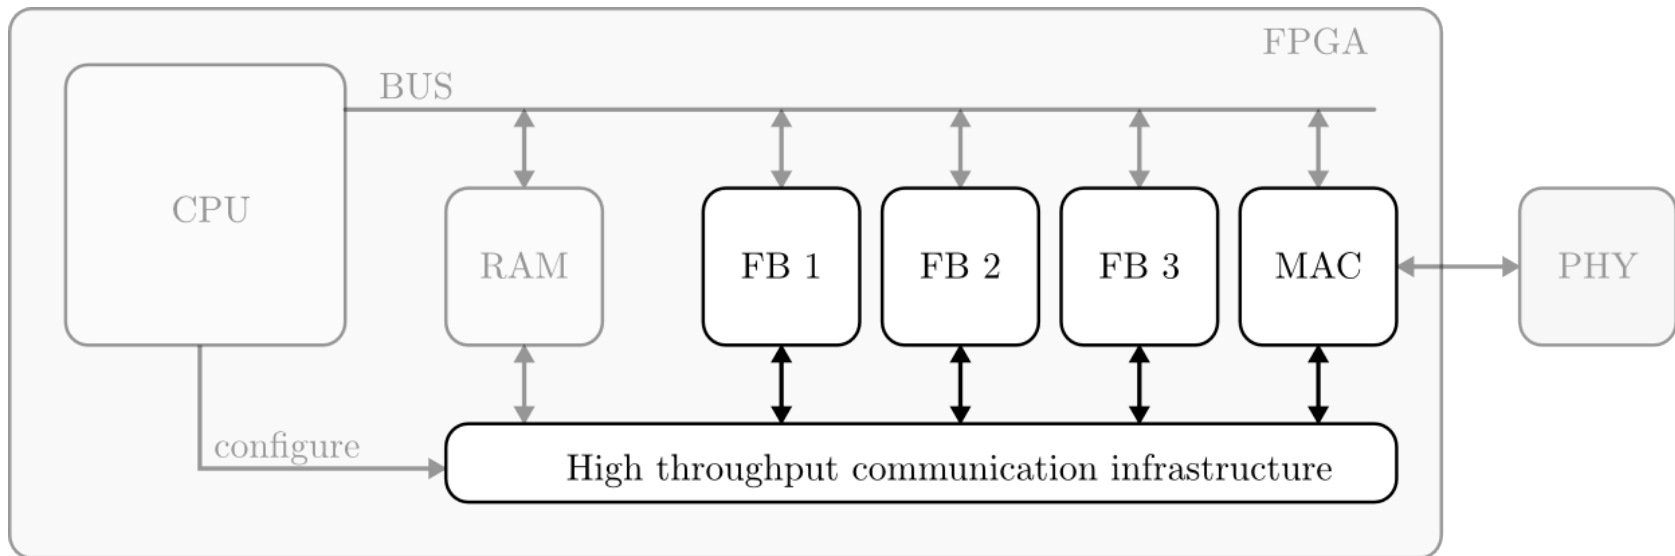 FPGA
BUS
CPU
RAM
FB 1
FB 2
FB 3
MAC
PHY
configure
High throughput communication infrastructure